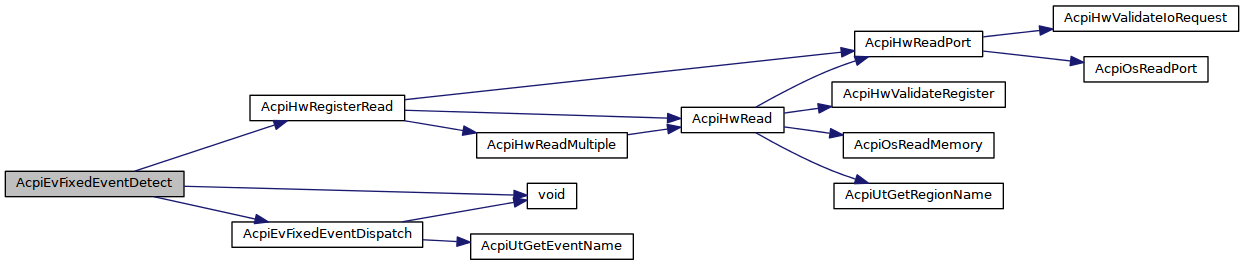 AcpiHwValidateIoRequest
AcpiHwReadPort
AcpiOsReadPort
AcpiHwRegisterRead
AcpiHwValidateRegister
AcpiHwRead
AcpiHwReadMultiple
AcpiOsReadMemory
AcpiEvFixedEventDetect
void
AcpiUtGetRegionName
AcpiEvFixedEventDispatch
AcpiUtGetEventName